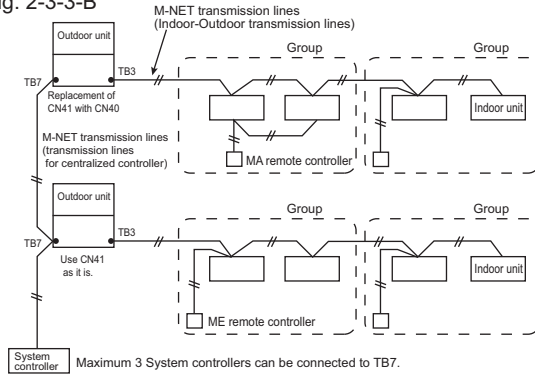 g. 2-3-3-B
M-NET transmission lines
(Indoor-Outdoor transmission lines)
Group
Group
Outdoor unit
TB7
TB3
Replacement of
CN41 with CN40
Indoor unit
MA remote controller
M-NET transmission lines
(transmission lines
for centralized controller)
Group
Group
Outdoor unit
TB7
TB3
Use CN41
as it is.
Indoor unit
ME remote controller
System
controller
Maximum 3 System controllers can be connected to TB7.